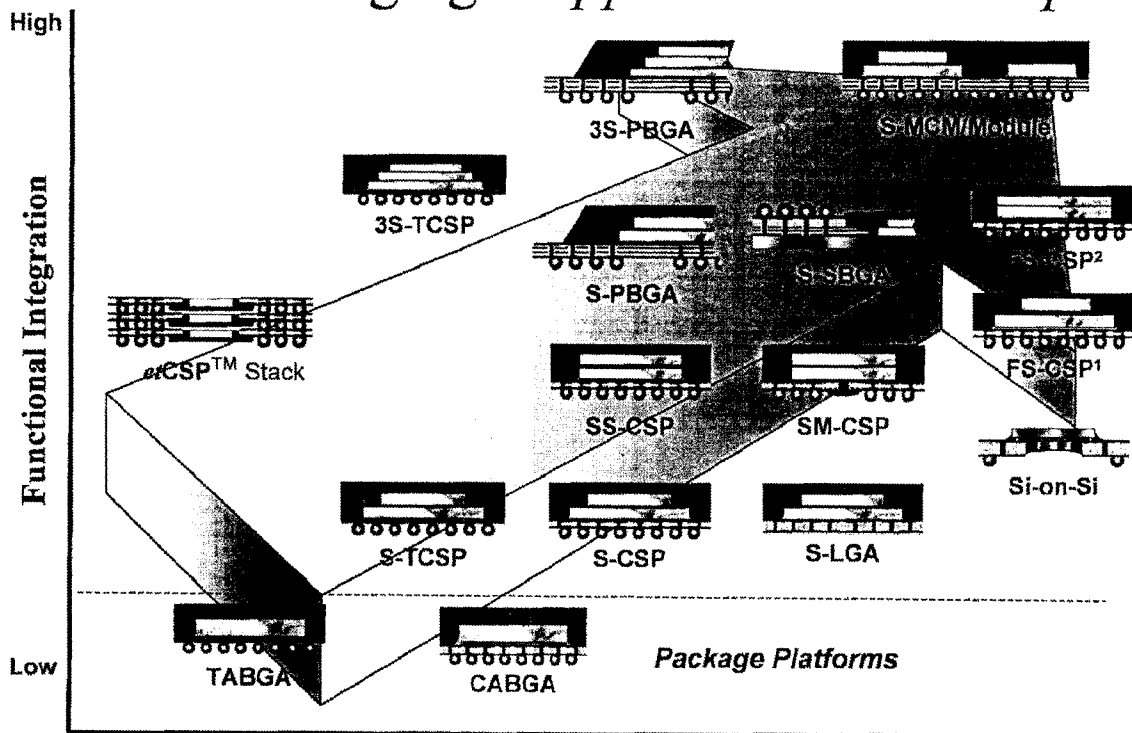 High
3S-PBGA
S-MCM/Module
3S-TCSP
S-PBGA
S-SBGA
etCSP™ Stack
FS-CSP¹
SS-CSP
SM-CSP
Si-on-Si
S-TCSP
S-CSP
S-LGA
Functional Integration
Low
TABGA
CABGA
Package Platforms